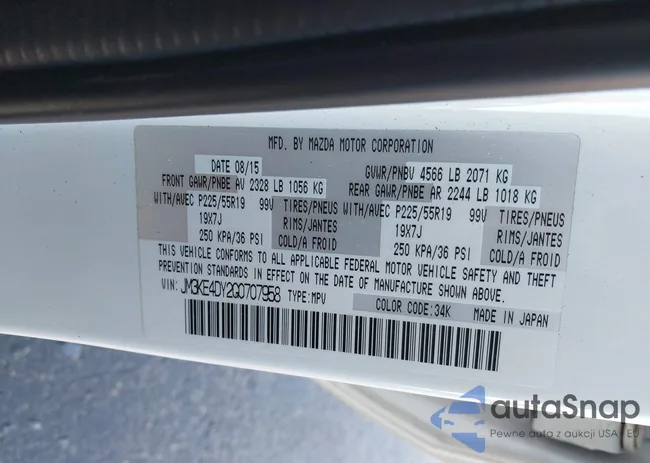 MFD. BY MAZDA MOTOR CORPORATION
DATE 08/15 GVWR/PNBV 4566 LB 2071 KG
FRONT GAWR/PNBE AV 2328 LB 1056 KG REAR GAWR/PNBE AR 2244 LB 1018 KG
WITH/AVEC P225/55R19 99V TIRES/PNEUS WITH/AVEC P225/55R19 99V TIRES/PNEUS
19X7J RIMS/JANTES 19X7J RIMS/JANTES
250 KPA/36 PSI COLD/A FROID 250 KPA/36 PSI COLD/A FROID
THIS VEHICLE CONFORMS TO ALL APPLICABLE FEDERAL MOTOR VEHICLE SAFETY AND THEFT
PREVENTION STANDARDS IN EFFECT ON THE DATE OF MANUFACTURE SHOWN ABOVE.
VIN: JM3KE4DY2G0707958 TYPE: MPV COLOR CODE: 34K MADE IN JAPAN
autoSnap
Pewne auta z aukcji USA - EU